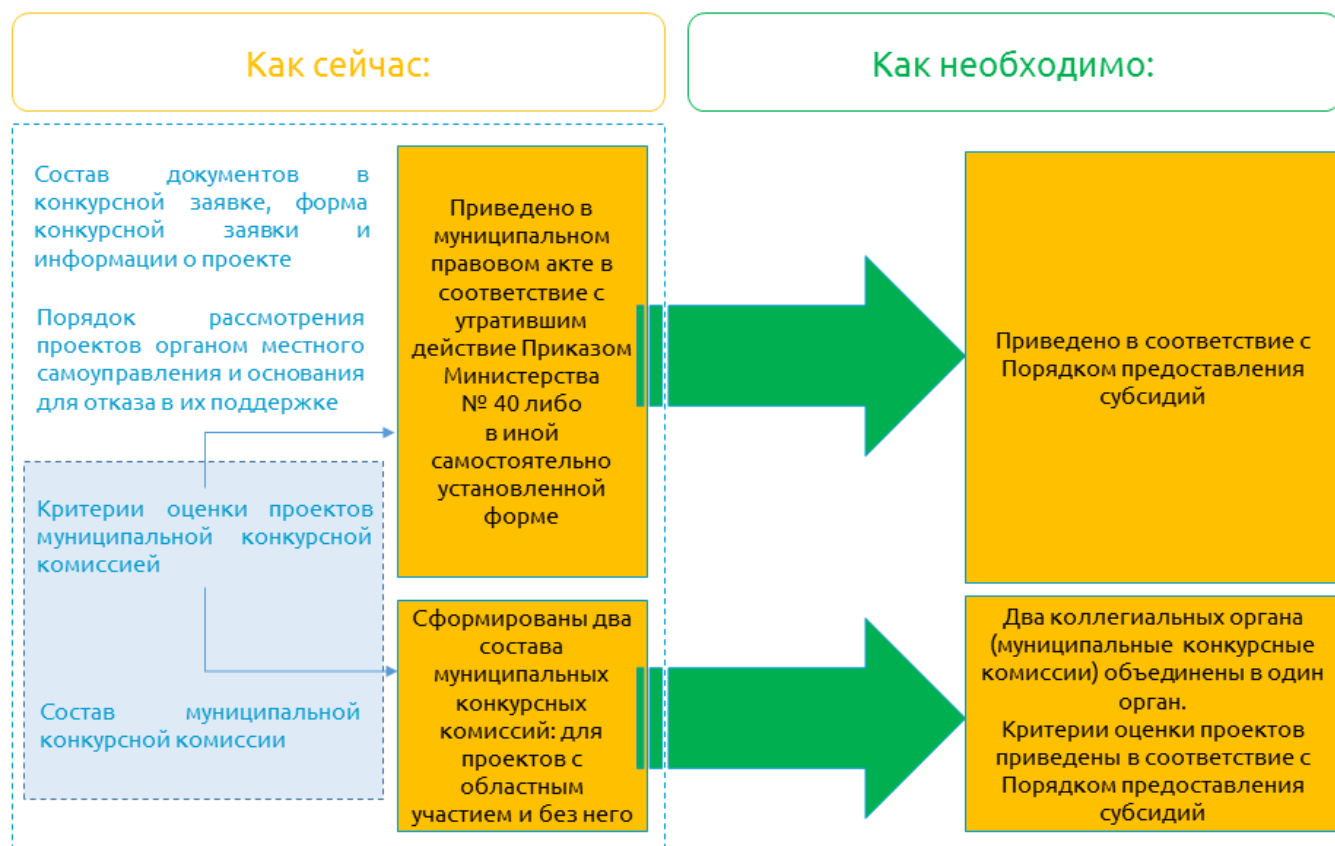 Как сейчас:
Как необходимо:
Состав документов в
конкурсной заявке, форма
конкурсной заявки и
информации о проекте
Порядок рассмотрения
проектов органом местного
самоуправления и основания
для отказа в их поддержке
Критерии оценки проектов
муниципальной конкурсной
комиссией
Состав муниципальной
конкурсной комиссии
Приведено в
муниципальном
правовом акте в
соответствие с
утратившим
действие Приказом
Министерства
№ 40 либо
в иной
самостоятельно
установленной
форме
Сформированы два
состава
муниципальных
конкурсных
комиссий: для
проектов с
областным
участием и без него
Приведено в соответствие с
Порядком предоставления
субсидий
Два коллегиальных органа
(муниципальные конкурсные
комиссии) объединены в один
орган.
Критерии оценки проектов
приведены в соответствие с
Порядком предоставления
субсидий